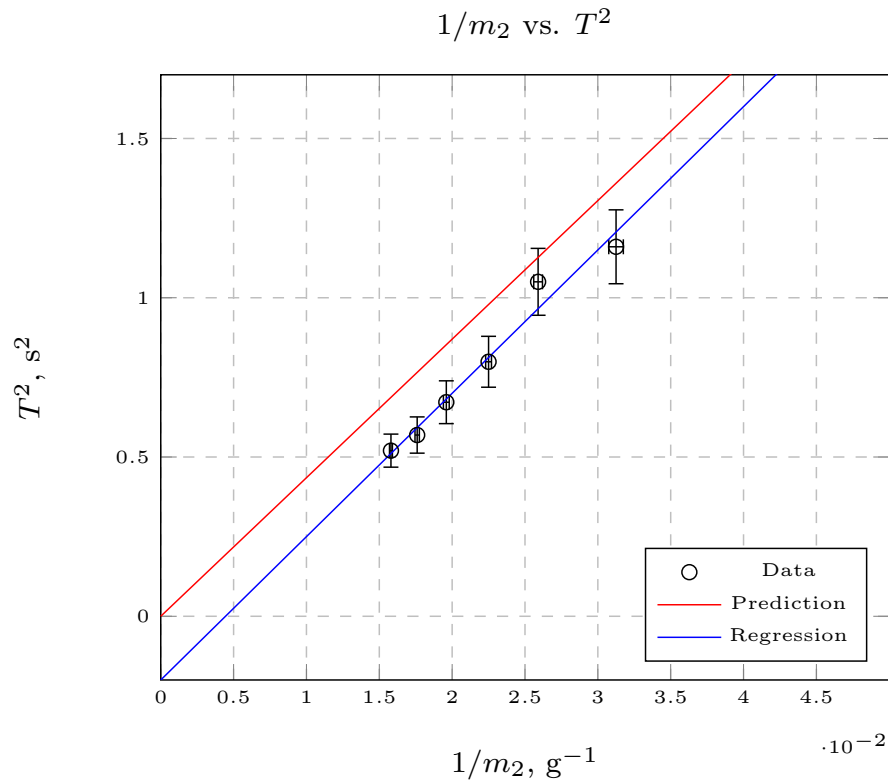 1/m₂ vs. T²
1.5
1
0.5
0
T², s²
0 0.5 1 1.5 2 2.5 3 3.5 4 4.5
·10⁻²
1/m₂, g⁻¹
Data
Prediction
Regression